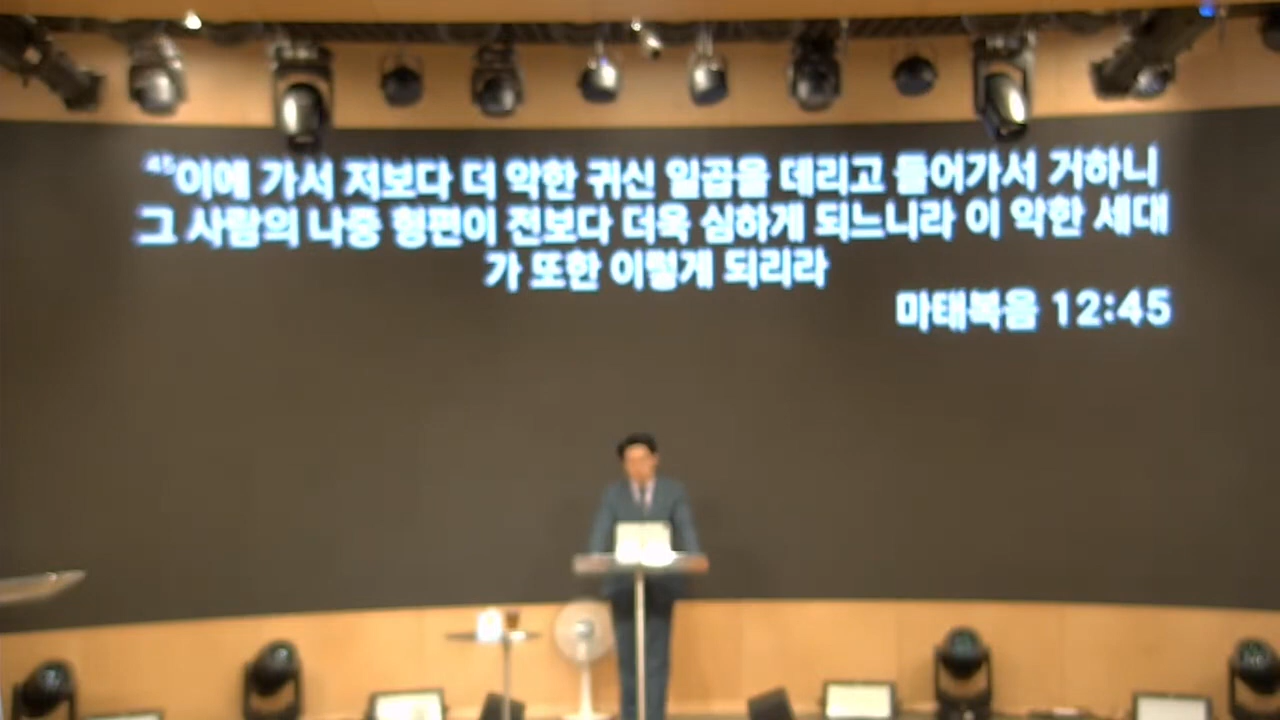 45이에 가서 저보다 더 악한 귀신 일곱을 데리고 들어가서 거하니
그 사람의 나중 형편이 전보다 더욱 심하게 되느니라 이 악한 세대
가 또한 이렇게 되리라
마태복음 12:45